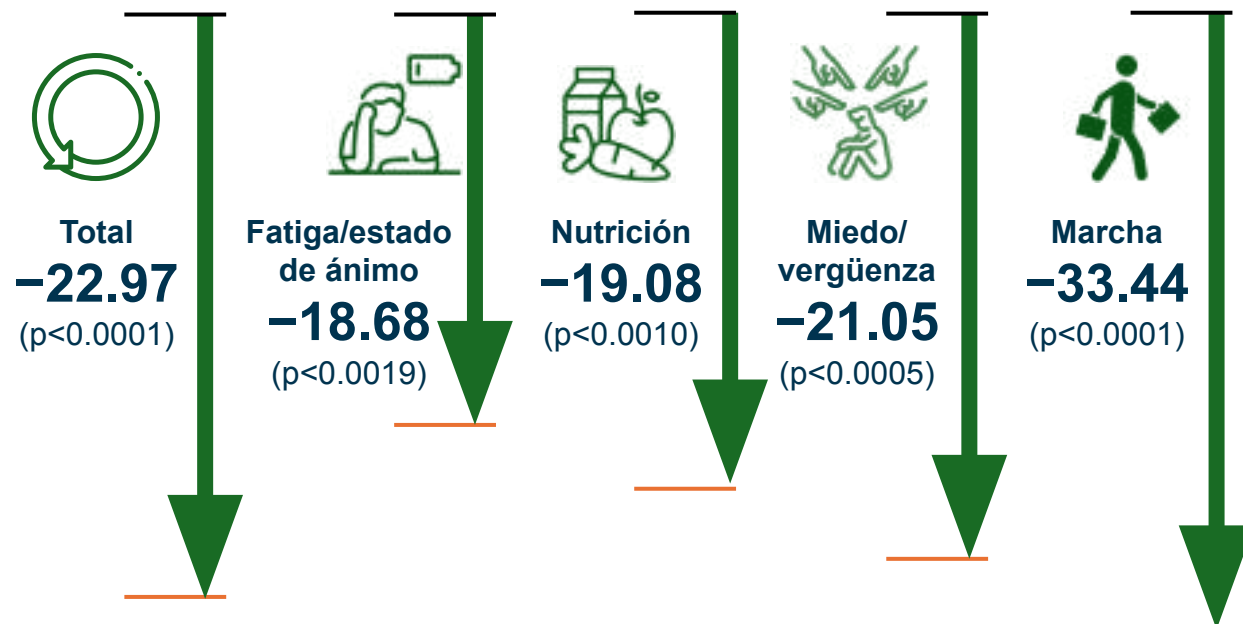 Total
−22.97
(p<0.0001)
Fatiga/estado
de ánimo
−18.68
(p<0.0019)
Nutrición
−19.08
(p<0.0010)
Miedo/
vergüenza
−21.05
(p<0.0005)
Marcha
−33.44
(p<0.0001)